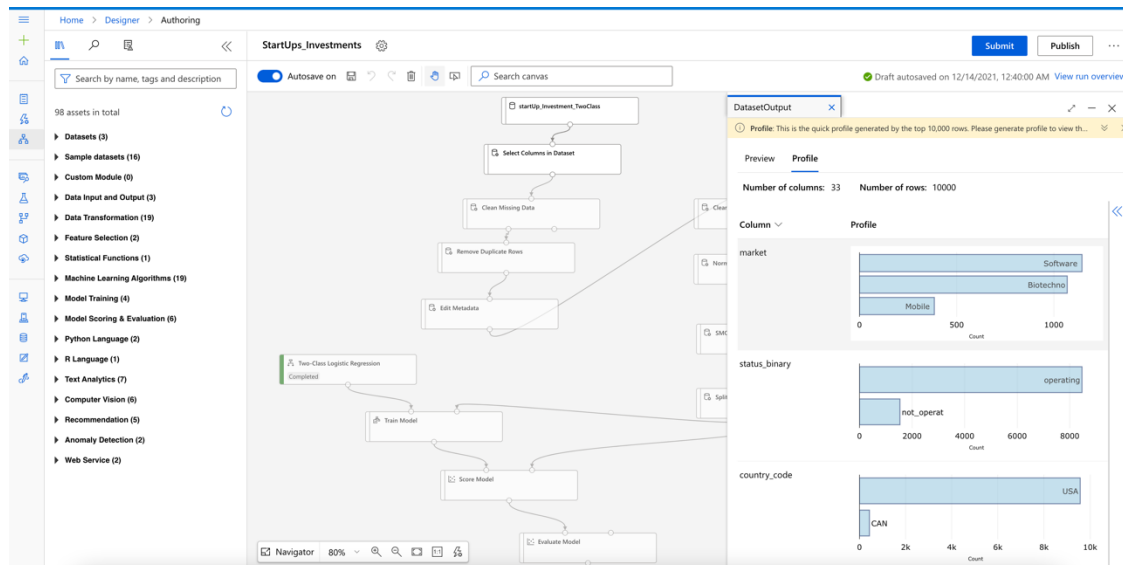 Home > Designer > Authoring
StartUps_Investments
Submit
Publish
Autosave on
Search canvas
Draft autosaved on 12/14/2021, 12:40:00 AM
View run overview
Search by name, tags and description
98 assets in total
Datasets (3)
Sample datasets (16)
Custom Module (0)
Data Input and Output (3)
Data Transformation (19)
Feature Selection (2)
Statistical Functions (1)
Machine Learning Algorithms (19)
Model Training (4)
Model Scoring & Evaluation (6)
Python Language (2)
R Language (1)
Text Analytics (7)
Computer Vision (6)
Recommendation (5)
Anomaly Detection (2)
Web Service (2)
startUp_Investment_TwoClass
Select Columns in Dataset
Clean Missing Data
Remove Duplicate Rows
Edit Metadata
Two-Class Logistic Regression
Completed
Train Model
Score Model
Evaluate Model
Clear
Norm
SMO
Split
Navigator 80% 1:1
DatasetOutput
Profile: This is the quick profile generated by the top 10,000 rows. Please generate profile to view th...
Preview Profile
Number of columns: 33 Number of rows: 10000
Column Profile
market
Software
Biotechno
Mobile
0 500 1000
Count
status_binary
operating
not_operat
0 2000 4000 6000 8000
Count
country_code
USA
CAN
0 2k 4k 6k 8k 10k
Count